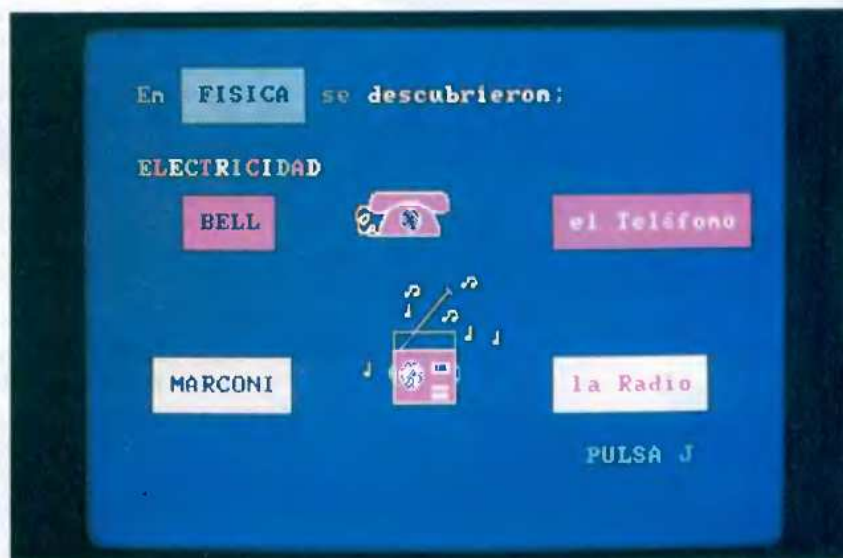 En FISICA se descubrieron:
ELECTRICIDAD
BELL el Teléfono
MARCONI la Radio
PULSA J